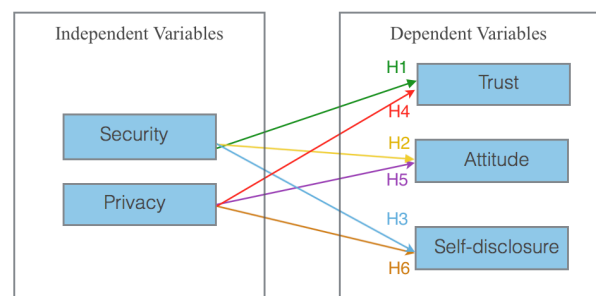 Independent Variables
Dependent Variables
H1
Trust
H4
Security
H2
Attitude
H5
Privacy
H3
Self-disclosure
H6